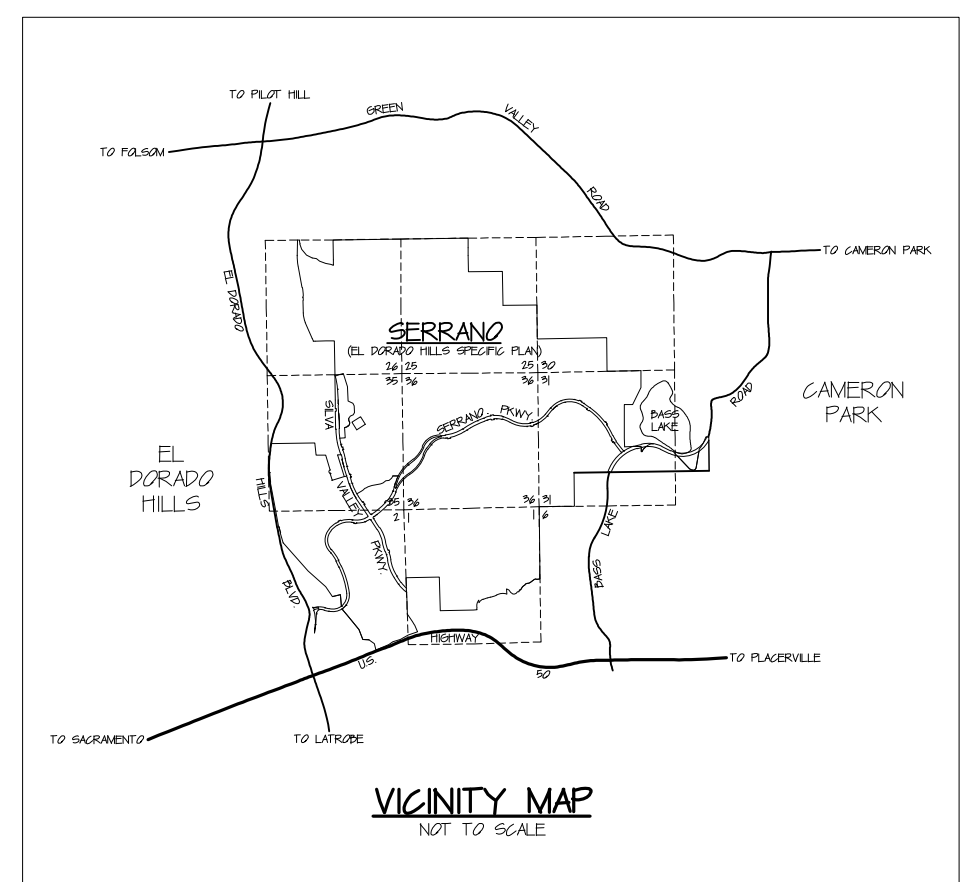 TO PILOT HILL
GREEN VALLEY ROAD
TO FOLSOM
TO CAMERON PARK
EL DORADO HILLS BLVD.
SERRANO
(EL DORADO HILLS SPECIFIC PLAN)
26 25
35 36
25 30
36 31
SILVA VALLEY PKWY.
SERRANO PKWY.
BASS
LAKE
ROAD
CAMERON
PARK
EL
DORADO
HILLS
35 36
2 1
36 31
1 6
BASS LAKE
U.S. HIGHWAY 50
TO PLACERVILLE
TO SACRAMENTO
TO LATROBE
VICINITY MAP
NOT TO SCALE